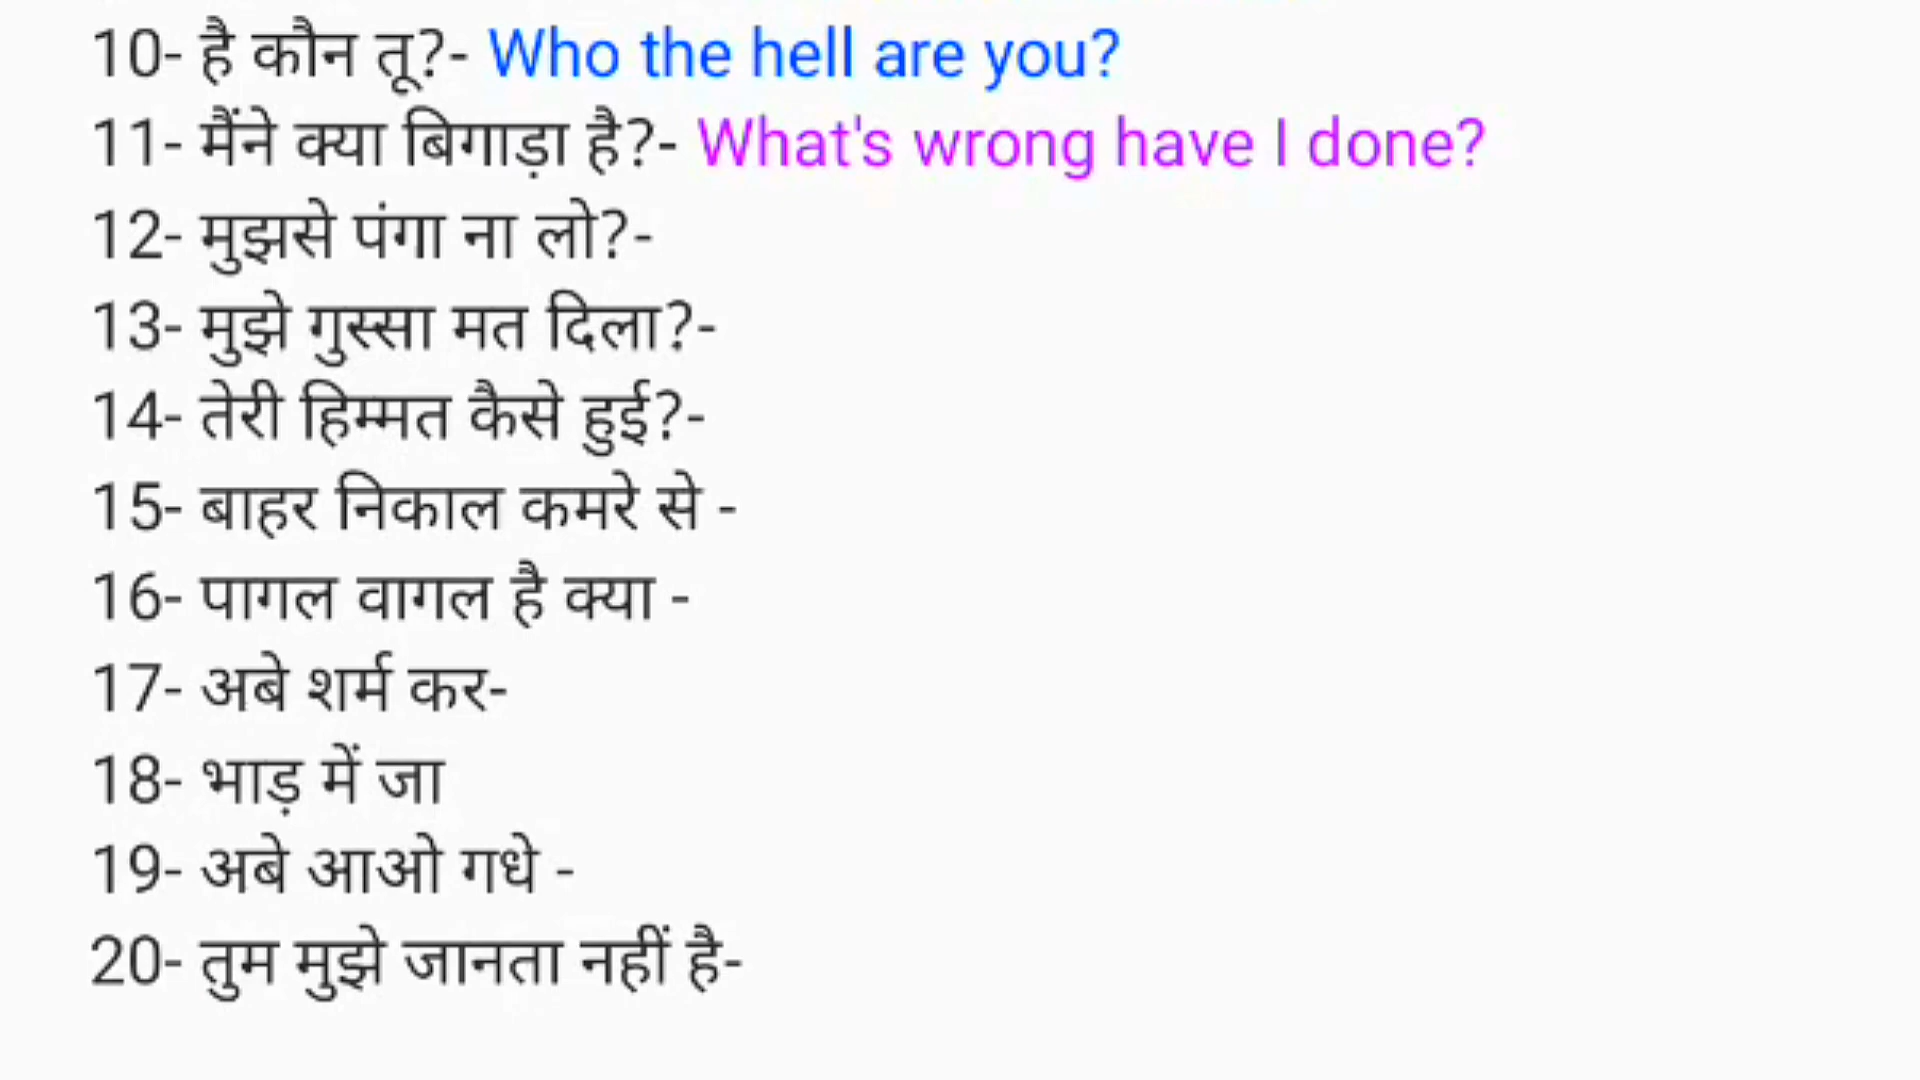 10- है कौन तू?- Who the hell are you?
11- मैंने क्या बिगाड़ा है?- What's wrong have I done?
12- मुझसे पंगा ना लो?-
13- मुझे गुस्सा मत दिला?-
14- तेरी हिम्मत कैसे हुई?-
15- बाहर निकाल कमरे से -
16- पागल वागल है क्या -
17- अबे शर्म कर-
18- भाड़ में जा
19- अबे आओ गधे -
20- तुम मुझे जानता नहीं है-